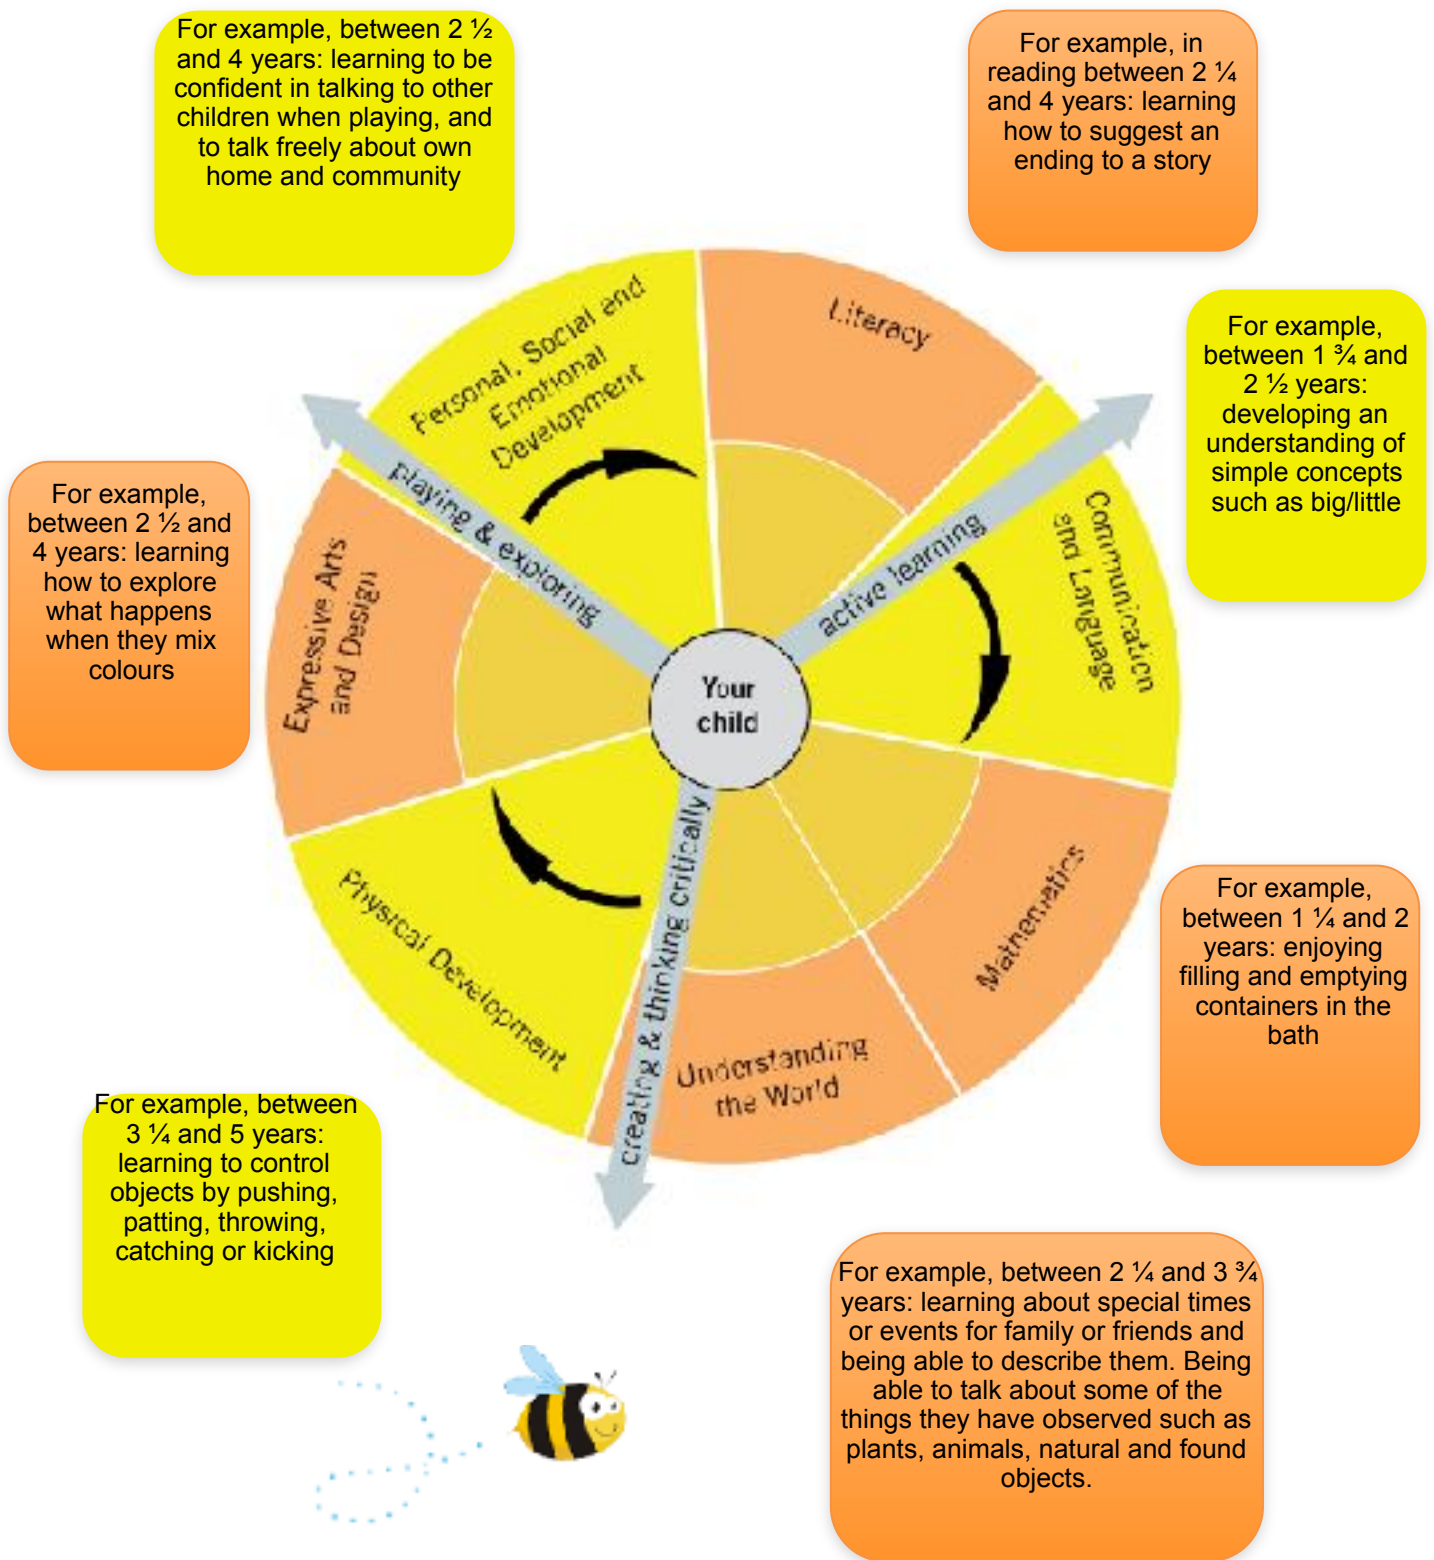 For example, between 2 ½
and 4 years: learning to be
confident in talking to other
children when playing, and
to talk freely about own
home and community
For example, in
reading between 2 ¼
and 4 years: learning
how to suggest an
ending to a story
For example,
between 1 ¾ and
2 ½ years:
developing an
understanding of
simple concepts
such as big/little
For example,
between 2 ½ and
4 years: learning
how to explore
what happens
when they mix
colours
Personal, Social and
Emotional
Development
Literacy
Communication
and Language
Expressive Arts
and Design
playing & exploring
active learning
Your
child
creating & thinking critically
Physical Development
Understanding
the World
Mathematics
For example,
between 1 ¼ and 2
years: enjoying
filling and emptying
containers in the
bath
For example, between
3 ¼ and 5 years:
learning to control
objects by pushing,
patting, throwing,
catching or kicking
For example, between 2 ¼ and 3 ¾
years: learning about special times
or events for family or friends and
being able to describe them. Being
able to talk about some of the
things they have observed such as
plants, animals, natural and found
objects.